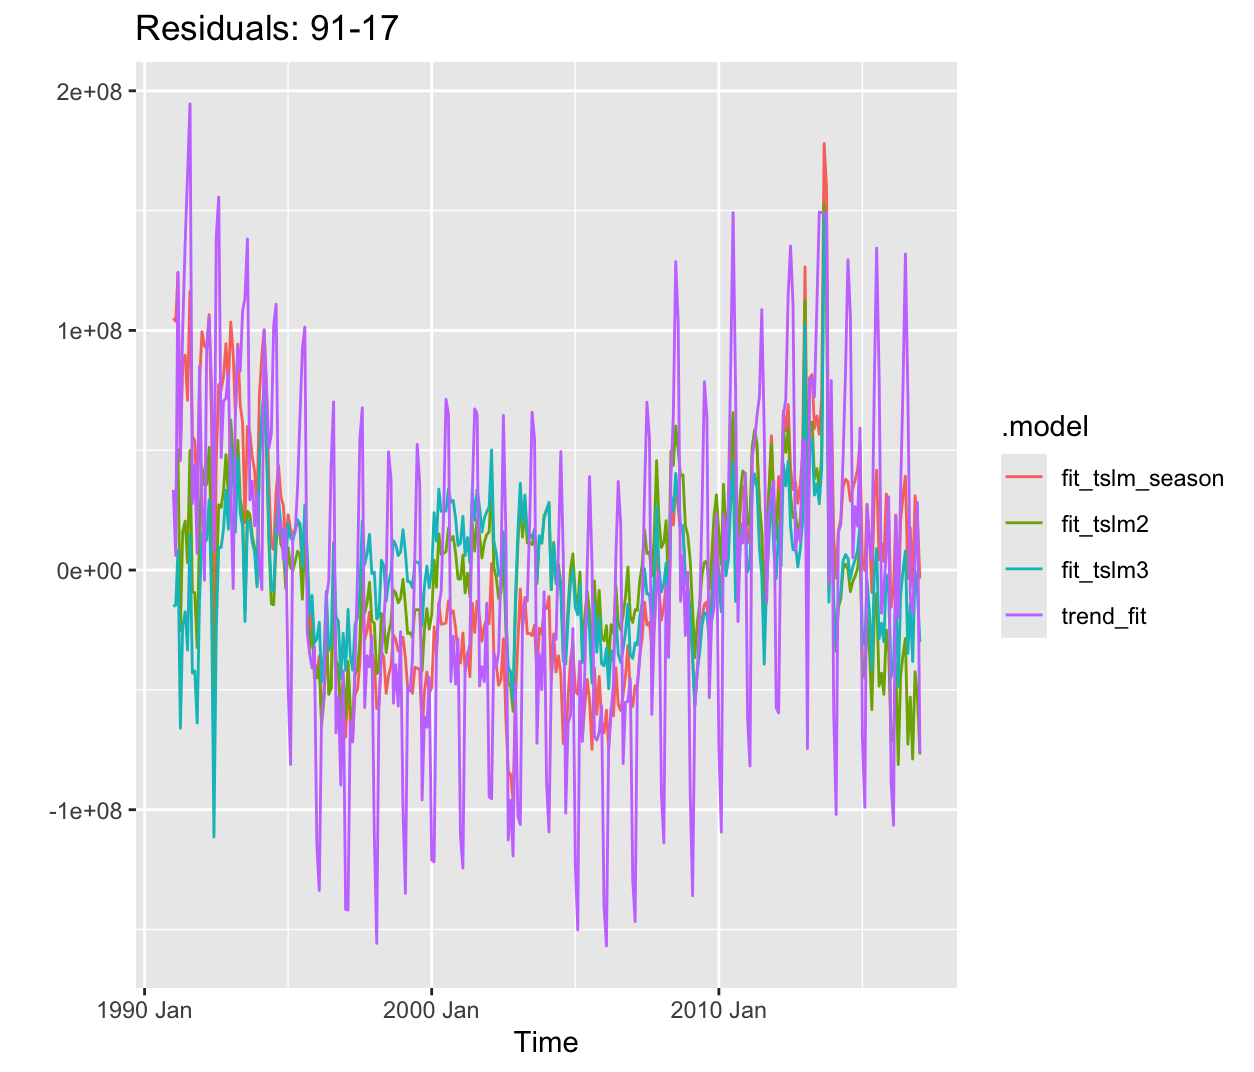 Residuals: 91-17
2e+08
1e+08
0e+00
-1e+08
1990 Jan
2000 Jan
2010 Jan
Time
.model
fit_tslm_season
fit_tslm2
fit_tslm3
trend_fit